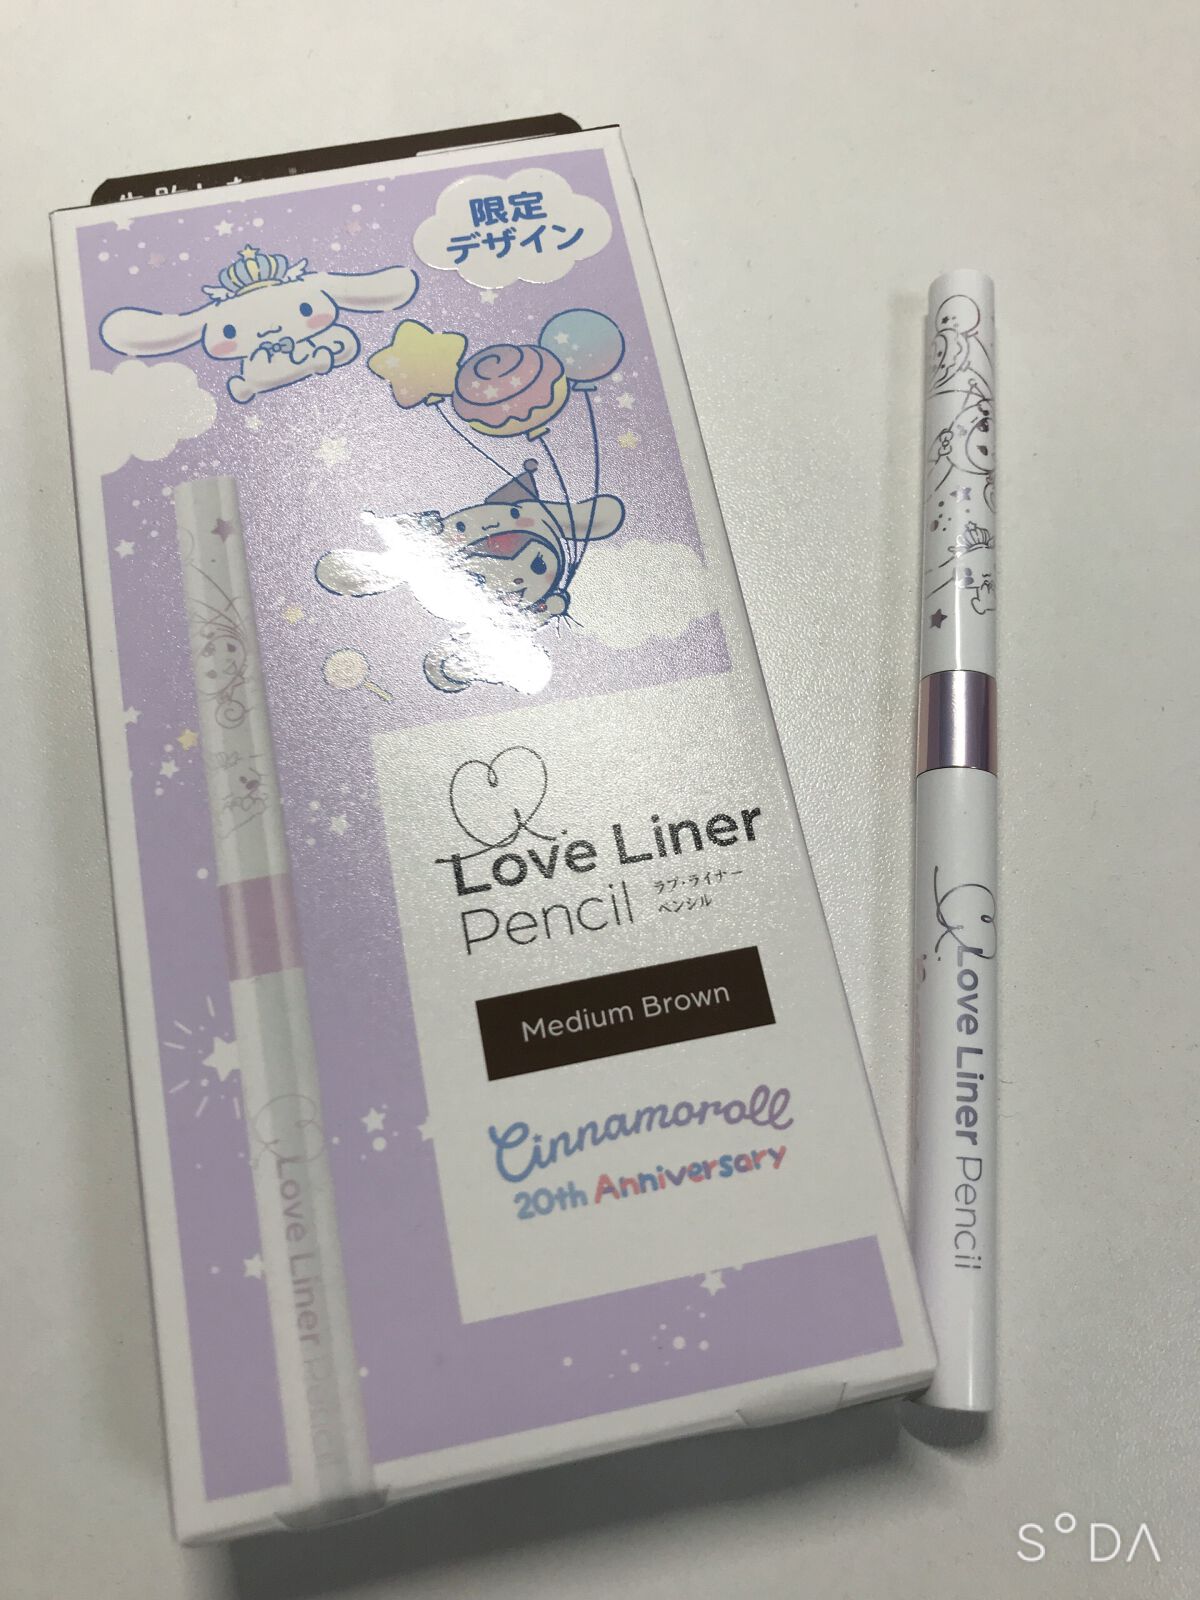 限定
デザイン
Love Liner
Pencil
ラブ・ライナー
ペンシル
Medium Brown
Cinnamoroll
20th Anniversary
Love Liner Pencil
Love Liner Pencil
SODA